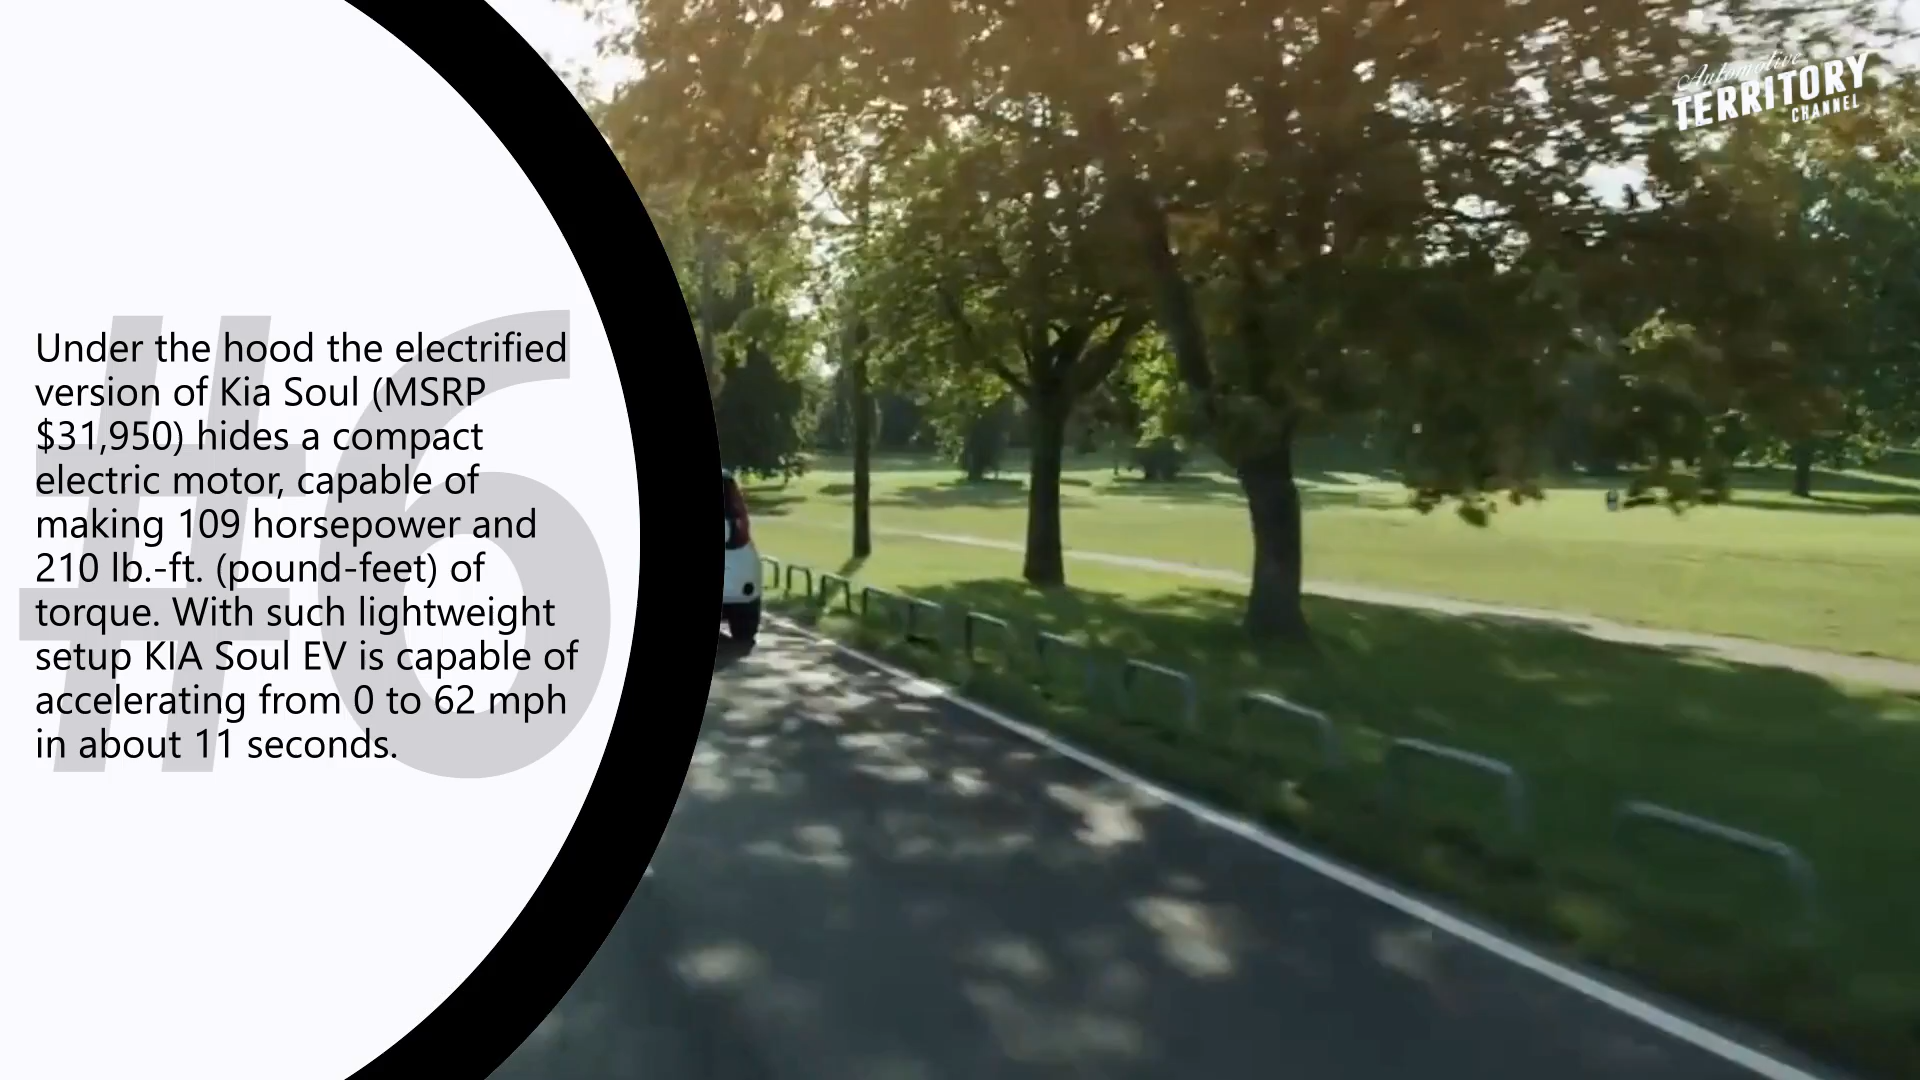 #6
Under the hood the electrified
version of Kia Soul (MSRP
$31,950) hides a compact
electric motor, capable of
making 109 horsepower and
210 lb.-ft. (pound-feet) of
torque. With such lightweight
setup KIA Soul EV is capable of
accelerating from 0 to 62 mph
in about 11 seconds.
Automotive
TERRITORY
CHANNEL